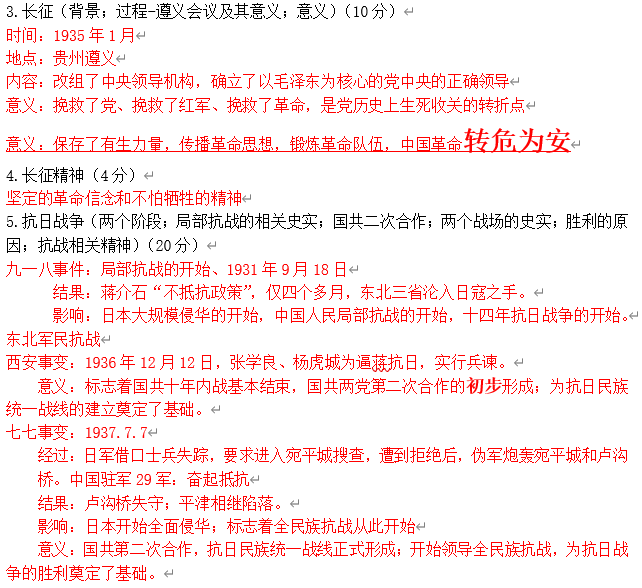 3.长征（背景；过程-遵义会议及其意义；意义）（10 分）
时间：1935 年 1 月
地点：贵州遵义
内容：改组了中央领导机构，确立了以毛泽东为核心的党中央的正确领导
意义：挽救了党、挽救了红军、挽救了革命，是党历史上生死收关的转折点
意义：保存了有生力量，传播革命思想，锻炼革命队伍，中国革命转危为安
4.长征精神（4 分）
坚定的革命信念和不怕牺牲的精神
5.抗日战争（两个阶段；局部抗战的相关史实；国共二次合作；两个战场的史实；胜利的原
因；抗战相关精神）（20 分）
九一八事件：局部抗战的开始、1931 年 9 月 18 日
结果：蒋介石“不抵抗政策”，仅四个多月，东北三省沦入日寇之手。
影响：日本大规模侵华的开始，中国人民局部抗战的开始，十四年抗日战争的开始。
东北军民抗战
西安事变：1936 年 12 月 12 日，张学良、杨虎城为逼蒋抗日，实行兵谏。
意义：标志着国共十年内战基本结束，国共两党第二次合作的初步形成；为抗日民族
统一战线的建立奠定了基础。
七七事变：1937.7.7
经过：日军借口士兵失踪，要求进入宛平城搜查，遭到拒绝后，伪军炮轰宛平城和卢沟
桥。中国驻军 29 军：奋起抵抗
结果：卢沟桥失守；平津相继陷落。
影响：日本开始全面侵华；标志着全民族抗战从此开始
意义：国共第二次合作，抗日民族统一战线正式形成；开始领导全民族抗战，为抗日战
争的胜利奠定了基础。